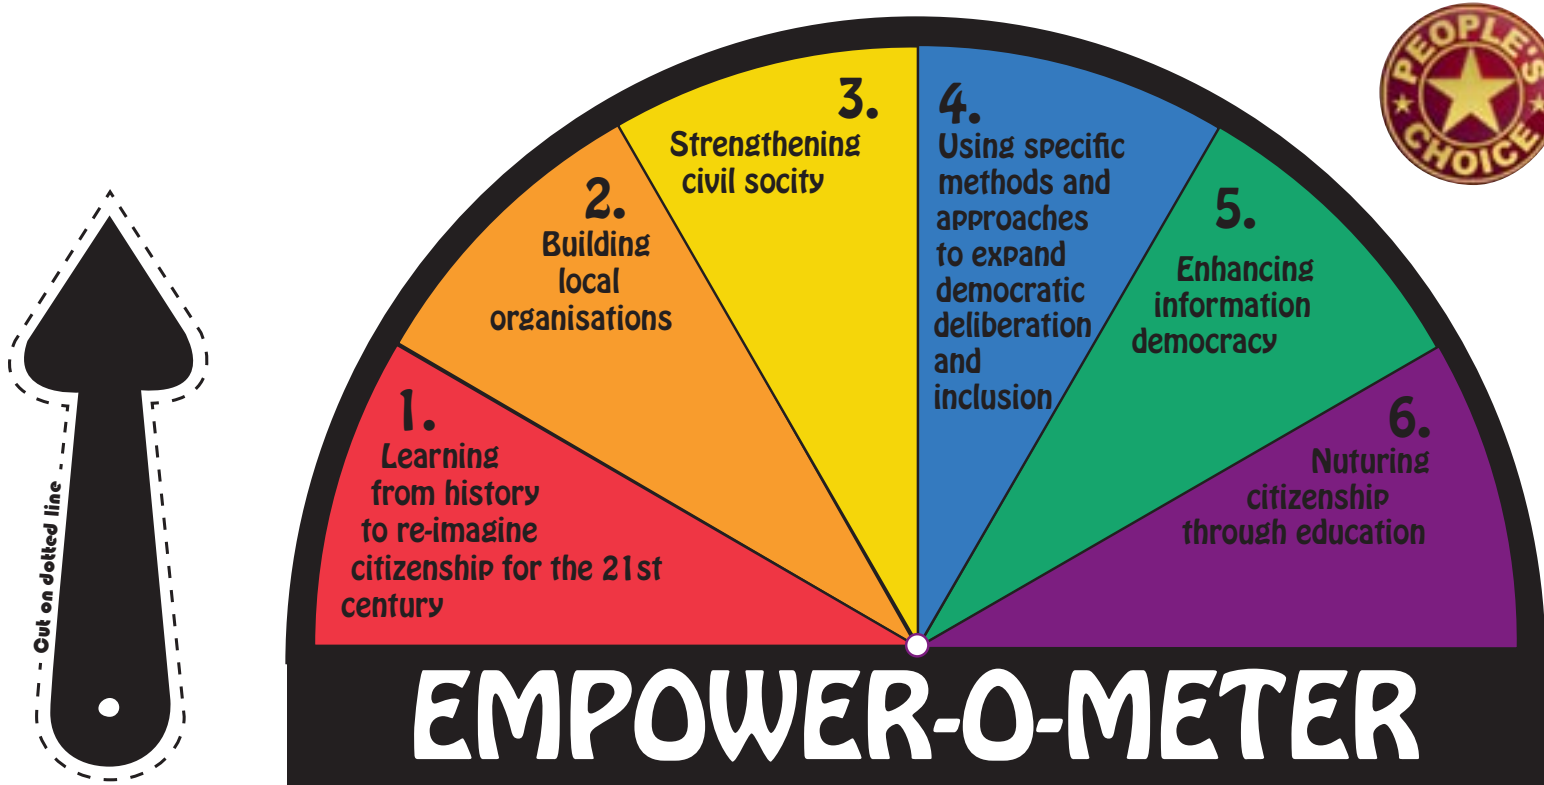 PEOPLE'S
CHOICE
1.
Learning
from history
to re-imagine
citizenship for the 21st
century
2.
Building
local
organisations
3.
Strengthening
civil socity
4.
Using specific
methods and
approaches
to expand
democratic
deliberation
and
inclusion
5.
Enhancing
information
democracy
6.
Nuturing
citizenship
through education
Cut on dotted line
EMPOWER-O-METER